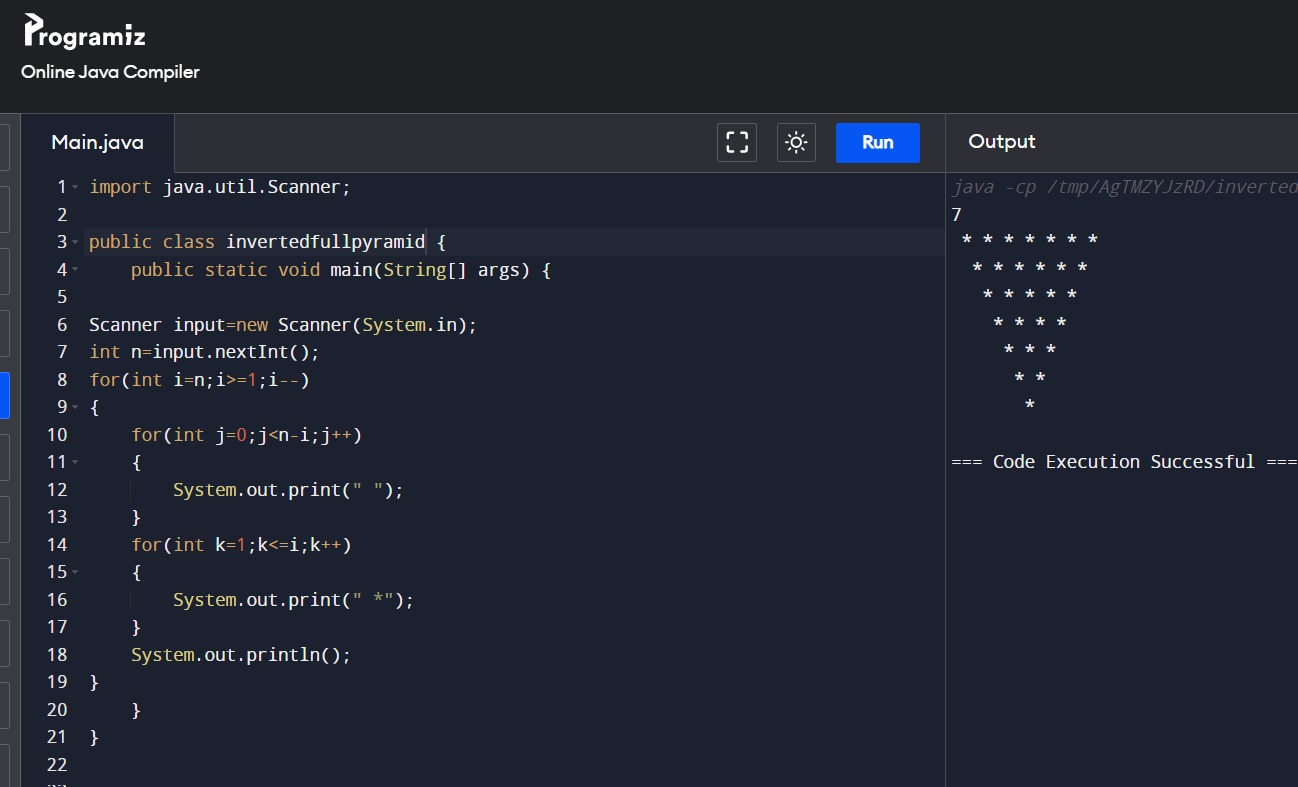 Programiz
Online Java Compiler
Main.java
Run
Output
1 import java.util.Scanner;
2
3 public class invertedfullpyramid {
4     public static void main(String[] args) {
5
6 Scanner input=new Scanner(System.in);
7 int n=input.nextInt();
8 for(int i=n;i>=1;i--)
9 {
10     for(int j=0;j<n-i;j++)
11     {
12         System.out.print(" ");
13     }
14     for(int k=1;k<=i;k++)
15     {
16         System.out.print(" *");
17     }
18     System.out.println();
19 }
20     }
21 }
22
java -cp /tmp/AgTMZYJzRD/inverted
7
 * * * * * * *
  * * * * * *
   * * * * *
    * * * *
     * * *
      * *
       *
=== Code Execution Successful ===